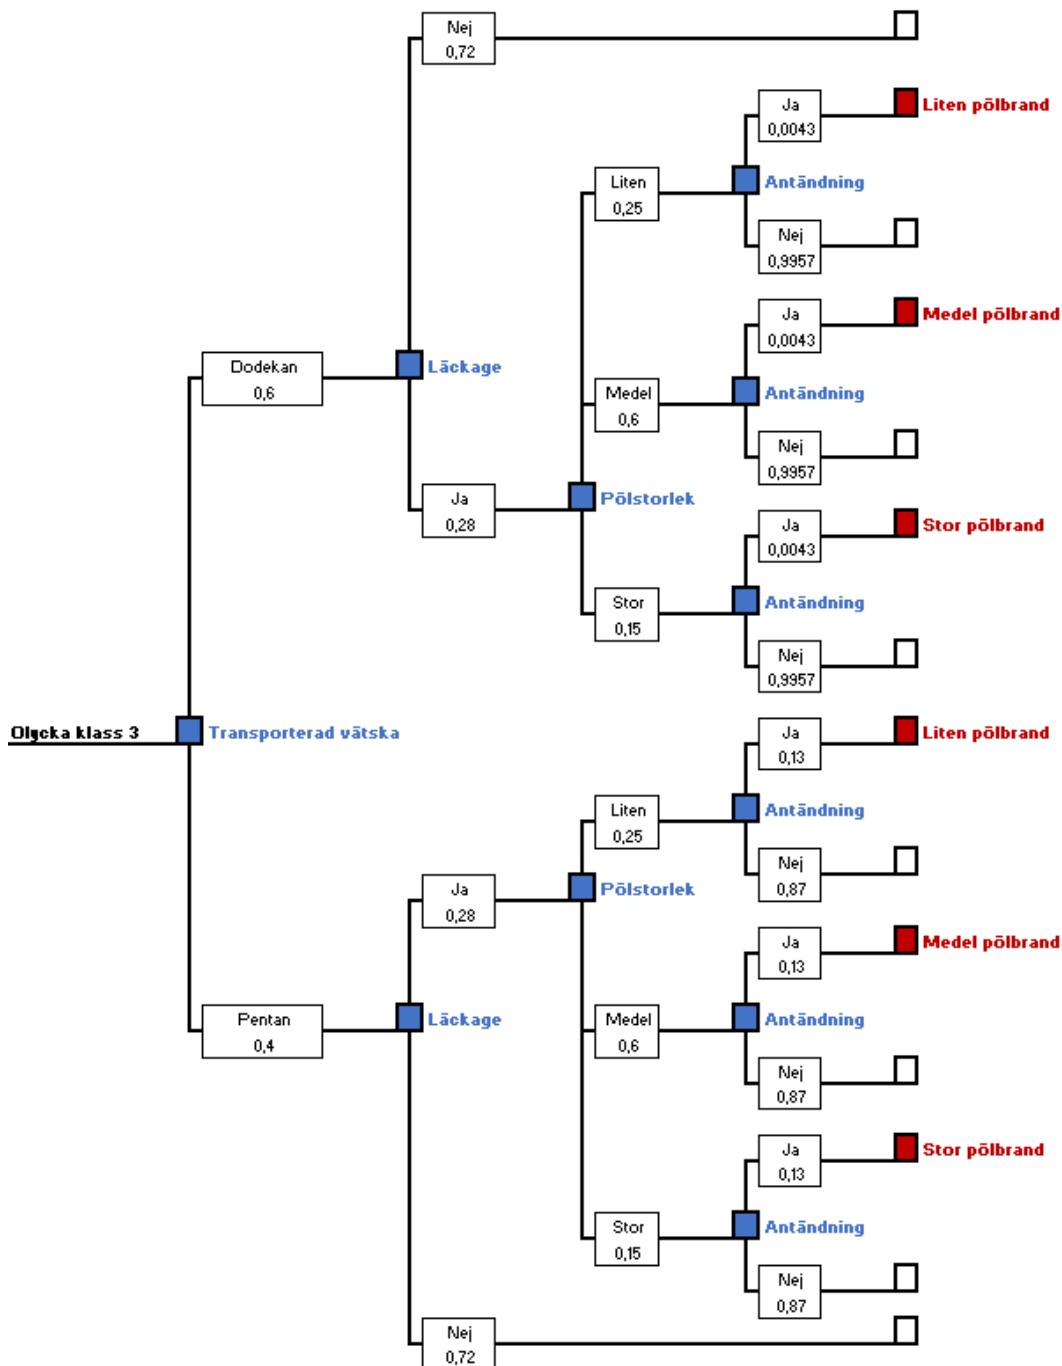 Nej
0,72
Ja
0,0043
Liten pölbrand
Antändning
Liten
0,25
Nej
0,9957
Ja
0,0043
Medel pölbrand
Dodekan
0,6
Läckage
Medel
0,6
Antändning
Nej
0,9957
Ja
0,28
Pölstorlek
Ja
0,0043
Stor pölbrand
Stor
0,15
Antändning
Nej
0,9957
Olycka klass 3
Transporterad vätska
Ja
0,13
Liten pölbrand
Liten
0,25
Antändning
Nej
0,87
Ja
0,28
Pölstorlek
Ja
0,13
Medel pölbrand
Pentan
0,4
Läckage
Medel
0,6
Antändning
Nej
0,87
Ja
0,13
Stor pölbrand
Stor
0,15
Antändning
Nej
0,87
Nej
0,72